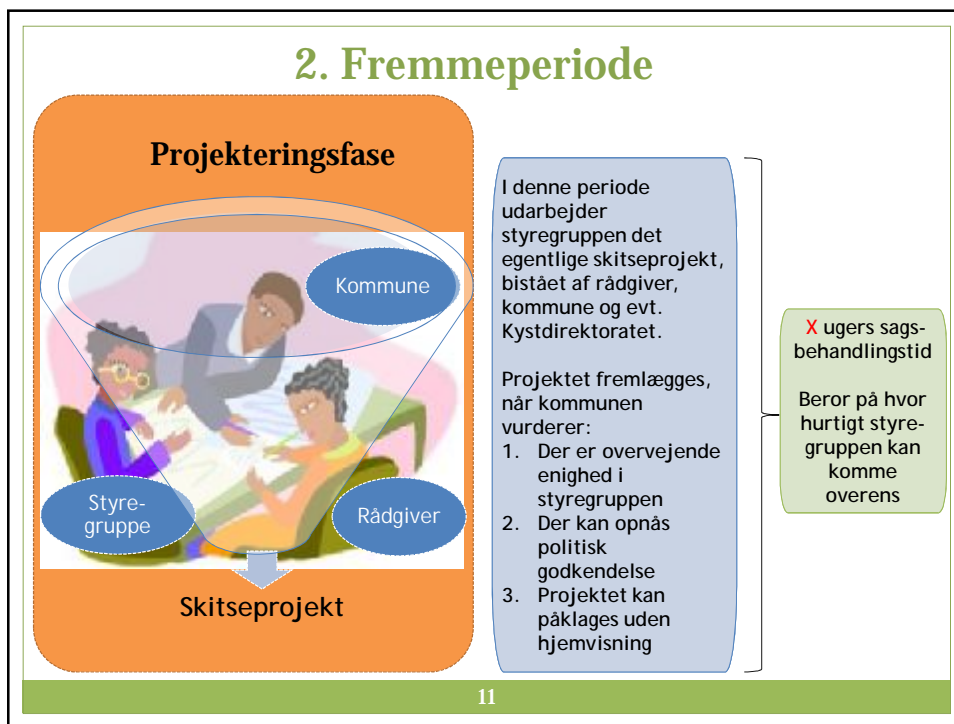 2. Fremmeperiode
Projekteringsfase
Kommune
Styre-
gruppe
Rådgiver
Skitseprojekt
I denne periode
udarbejder
styregruppen det
egentlige skitseprojekt,
bistået af rådgiver,
kommune og evt.
Kystdirektoratet.
Projektet fremlægges,
når kommunen
vurderer:
1. Der er overvejende
enighed i
styregruppen
2. Der kan opnås
politisk
godkendelse
3. Projektet kan
påklages uden
hjemvisning
X ugers sags-
behandlingstid
Beror på hvor
hurtigt styre-
gruppen kan
komme
overens
11